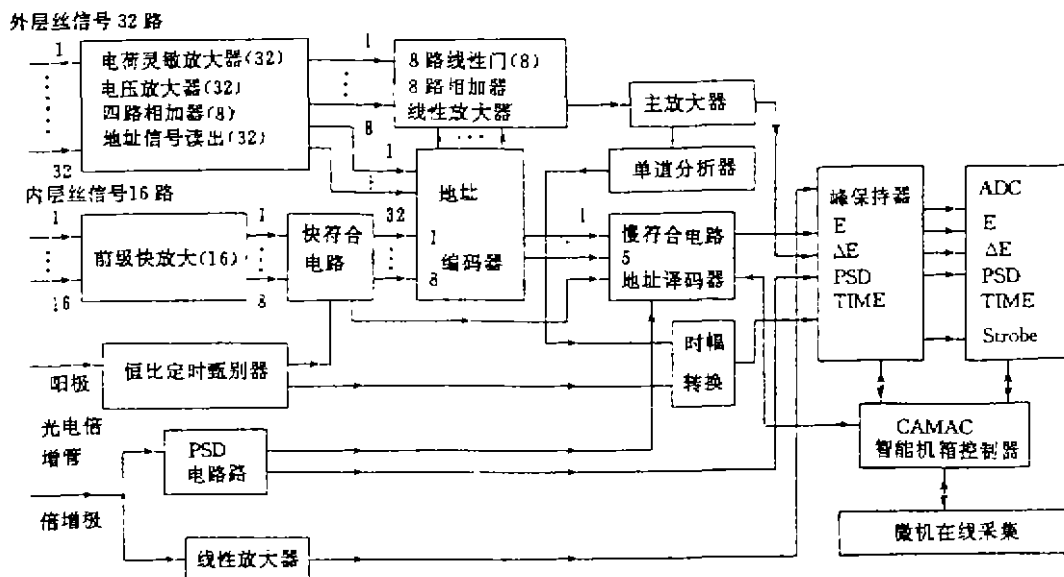 外层丝信号 32 路
1
32
电荷灵敏放大器(32)
电压放大器(32)
四路相加器(8)
地址信号读出(32)
1
8
8 路线性门(8)
8 路相加器
线性放大器
主放大器
单道分析器
内层丝信号16 路
1
16
前级快放大(16)
1
8
快符合
电路
1
32
地址
1
编码器
8
1
5
慢符合电路
地址译码器
峰保持器
E
ΔE
PSD
TIME
ADC
E
ΔE
PSD
TIME
Strobe
阳极
恒比定时甄别器
时幅
转换
光电倍
增管
PSD
电路路
倍增极
线性放大器
CAMAC
智能机箱控制器
微机在线采集